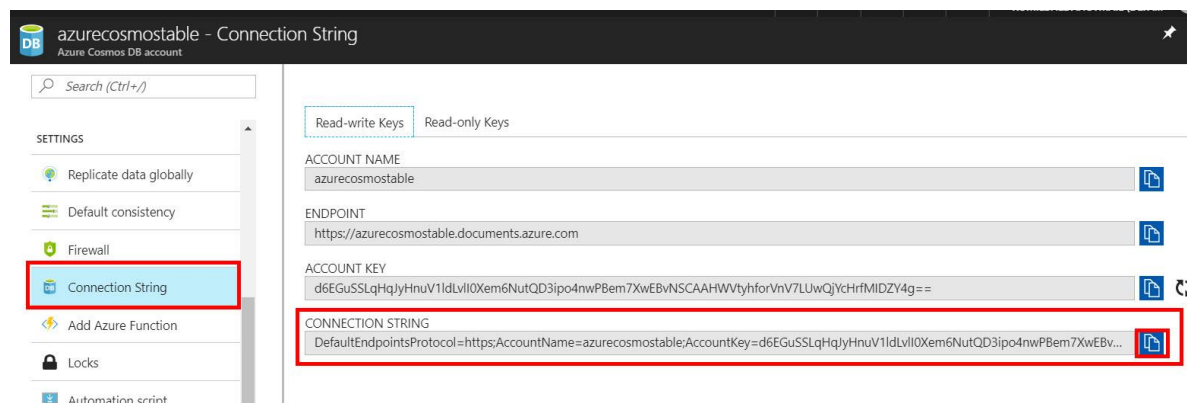 azurecosmostable - Connection String
Azure Cosmos DB account
Search (Ctrl+/)
SETTINGS
Replicate data globally
Default consistency
Firewall
Connection String
Add Azure Function
Locks
Automation script
Read-write Keys Read-only Keys
ACCOUNT NAME
azurecosmostable
ENDPOINT
https://azurecosmostable.documents.azure.com
ACCOUNT KEY
CONNECTION STRING
DefaultEndpointsProtocol=https;AccountName=azurecosmostable;AccountKey=